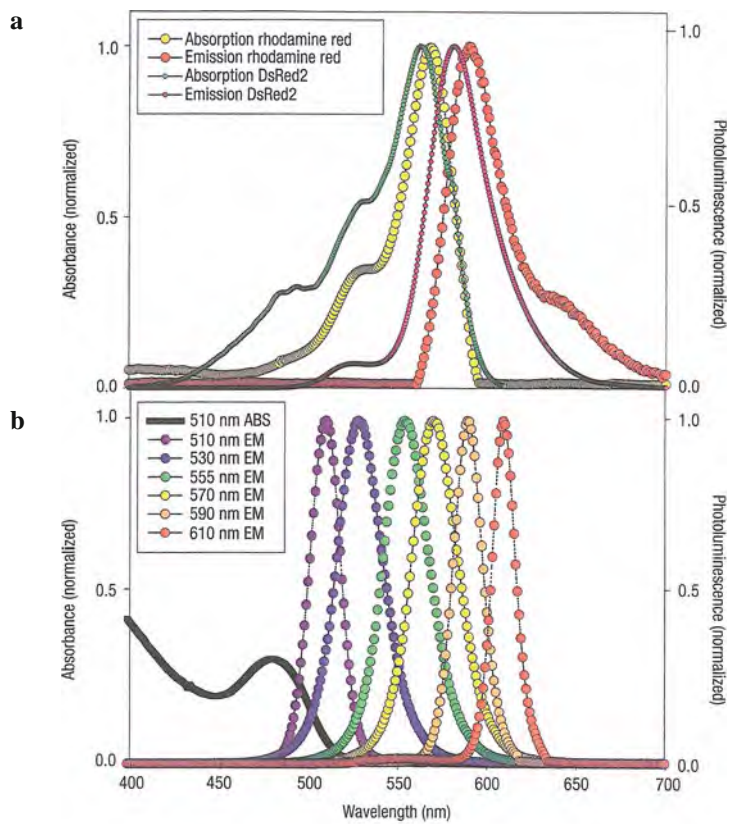 a
1.0
0.5
0.0
Absorbance (normalized)
Absorption rhodamine red
Emission rhodamine red
Absorption DsRed2
Emission DsRed2
1.0
0.5
0.0
Photoluminescence (normalized)
b
1.0
0.5
0.0
Absorbance (normalized)
510 nm ABS
510 nm EM
530 nm EM
555 nm EM
570 nm EM
590 nm EM
610 nm EM
1.0
0.5
0.0
Photoluminescence (normalized)
400 500 550 600 650 700
Wavelength (nm)